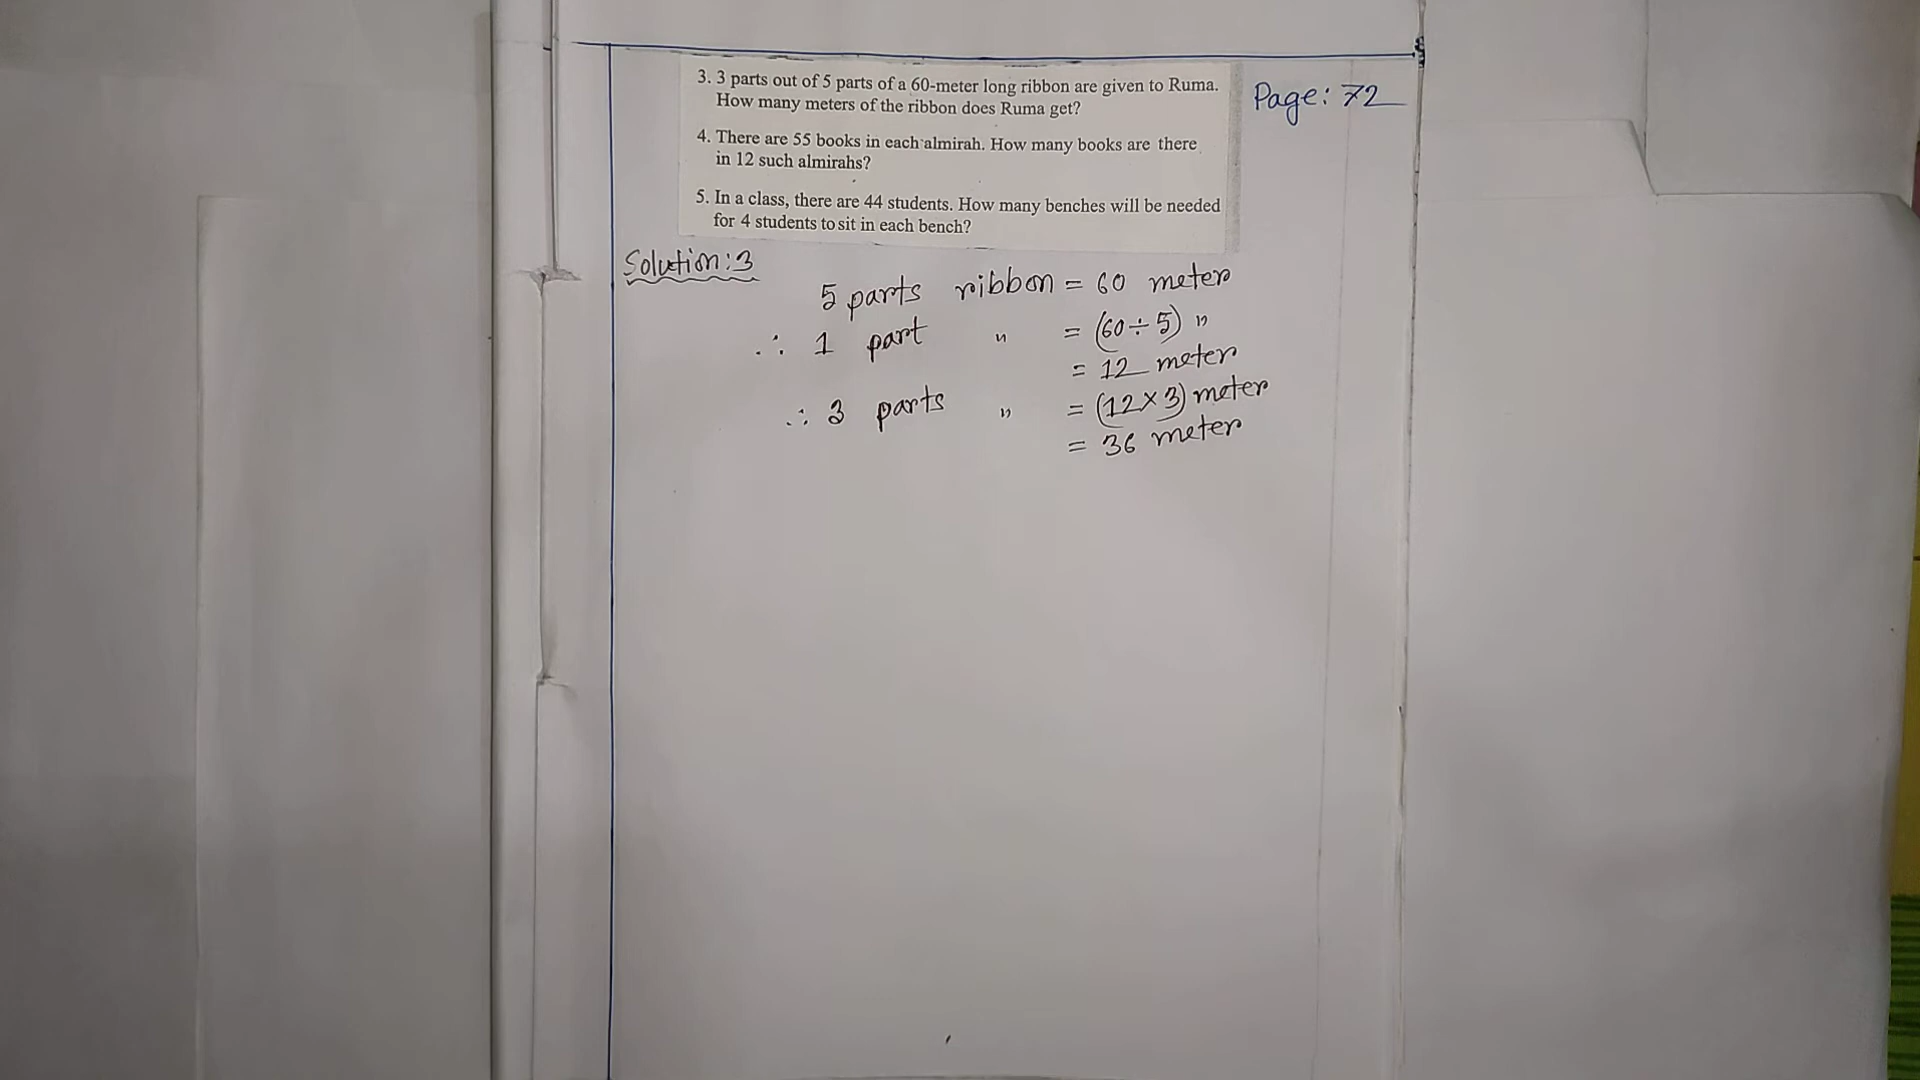 3. 3 parts out of 5 parts of a 60-meter long ribbon are given to Ruma.
How many meters of the ribbon does Ruma get?
Page: 72
4. There are 55 books in each almirah. How many books are there
in 12 such almirahs?
5. In a class, there are 44 students. How many benches will be needed
for 4 students to sit in each bench?
Solution: 3
5 parts ribbon = 60 meter
∴ 1 part " = (60÷5) "
= 12 meter
∴ 3 parts " = (12×3) meter
= 36 meter